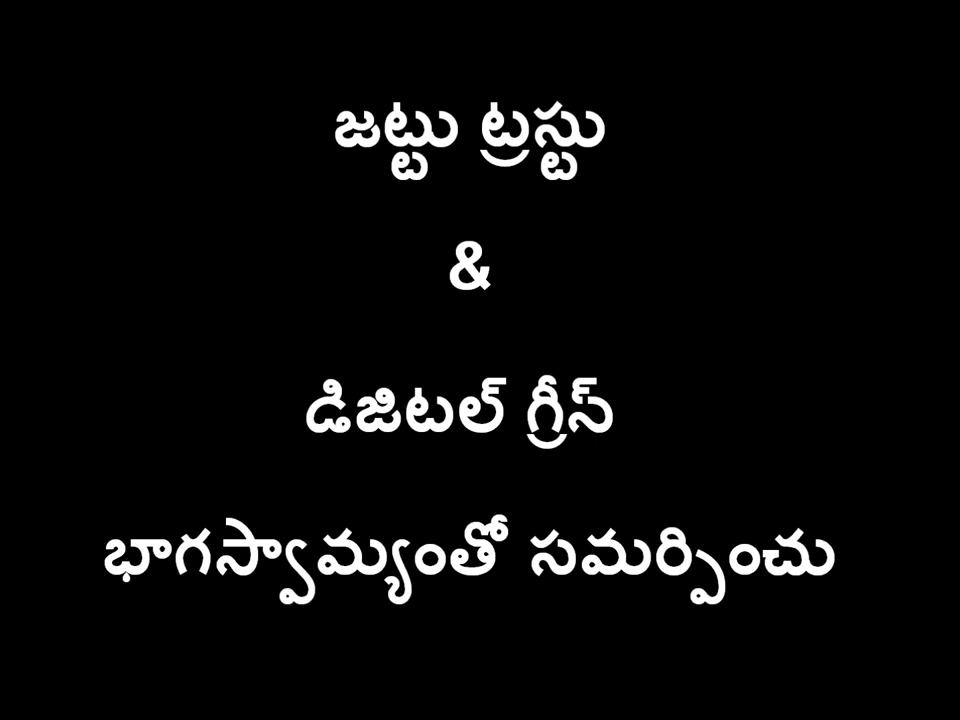 జట్టు ట్రస్టు
&
డిజిటల్ గ్రీస్
భాగస్వామ్యంతో సమర్పించు